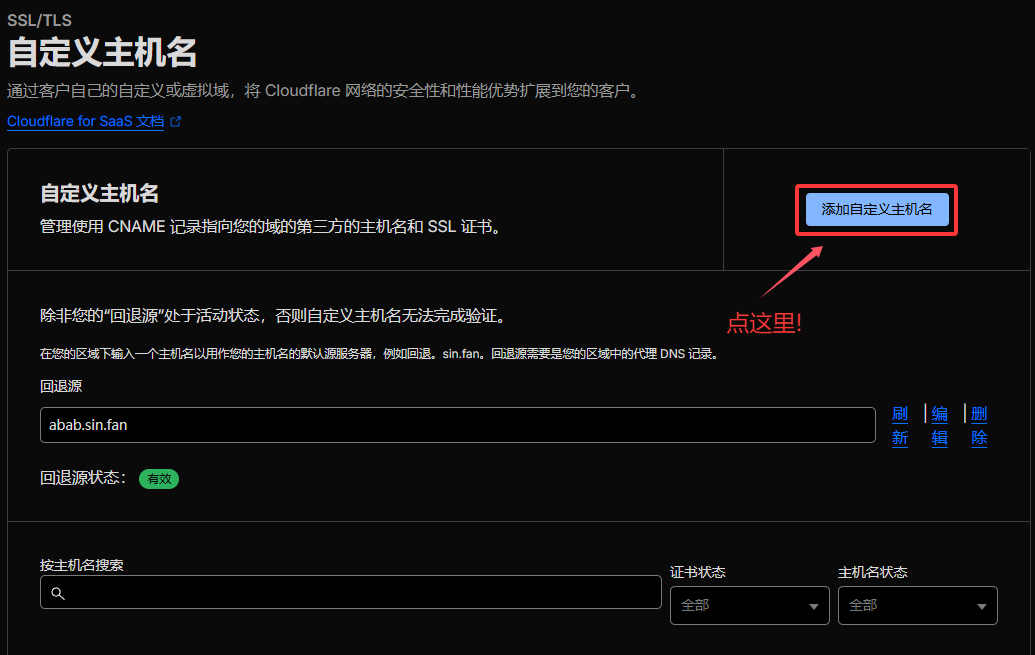 SSL/TLS
自定义主机名
通过客户自己的自定义或虚拟域，将 Cloudflare 网络的安全性和性能优势扩展到您的客户。
Cloudflare for SaaS 文档
自定义主机名
管理使用 CNAME 记录指向您的域的第三方的主机名和 SSL 证书。
添加自定义主机名
点这里!
除非您的“回退源”处于活动状态，否则自定义主机名无法完成验证。
在您的区域下输入一个主机名以用作您的主机名的默认源服务器，例如回退。sin.fan。回退源需要是您的区域中的代理 DNS 记录。
回退源
abab.sin.fan
刷新
编辑
删除
回退源状态：
有效
按主机名搜索
证书状态
主机名状态
全部
全部